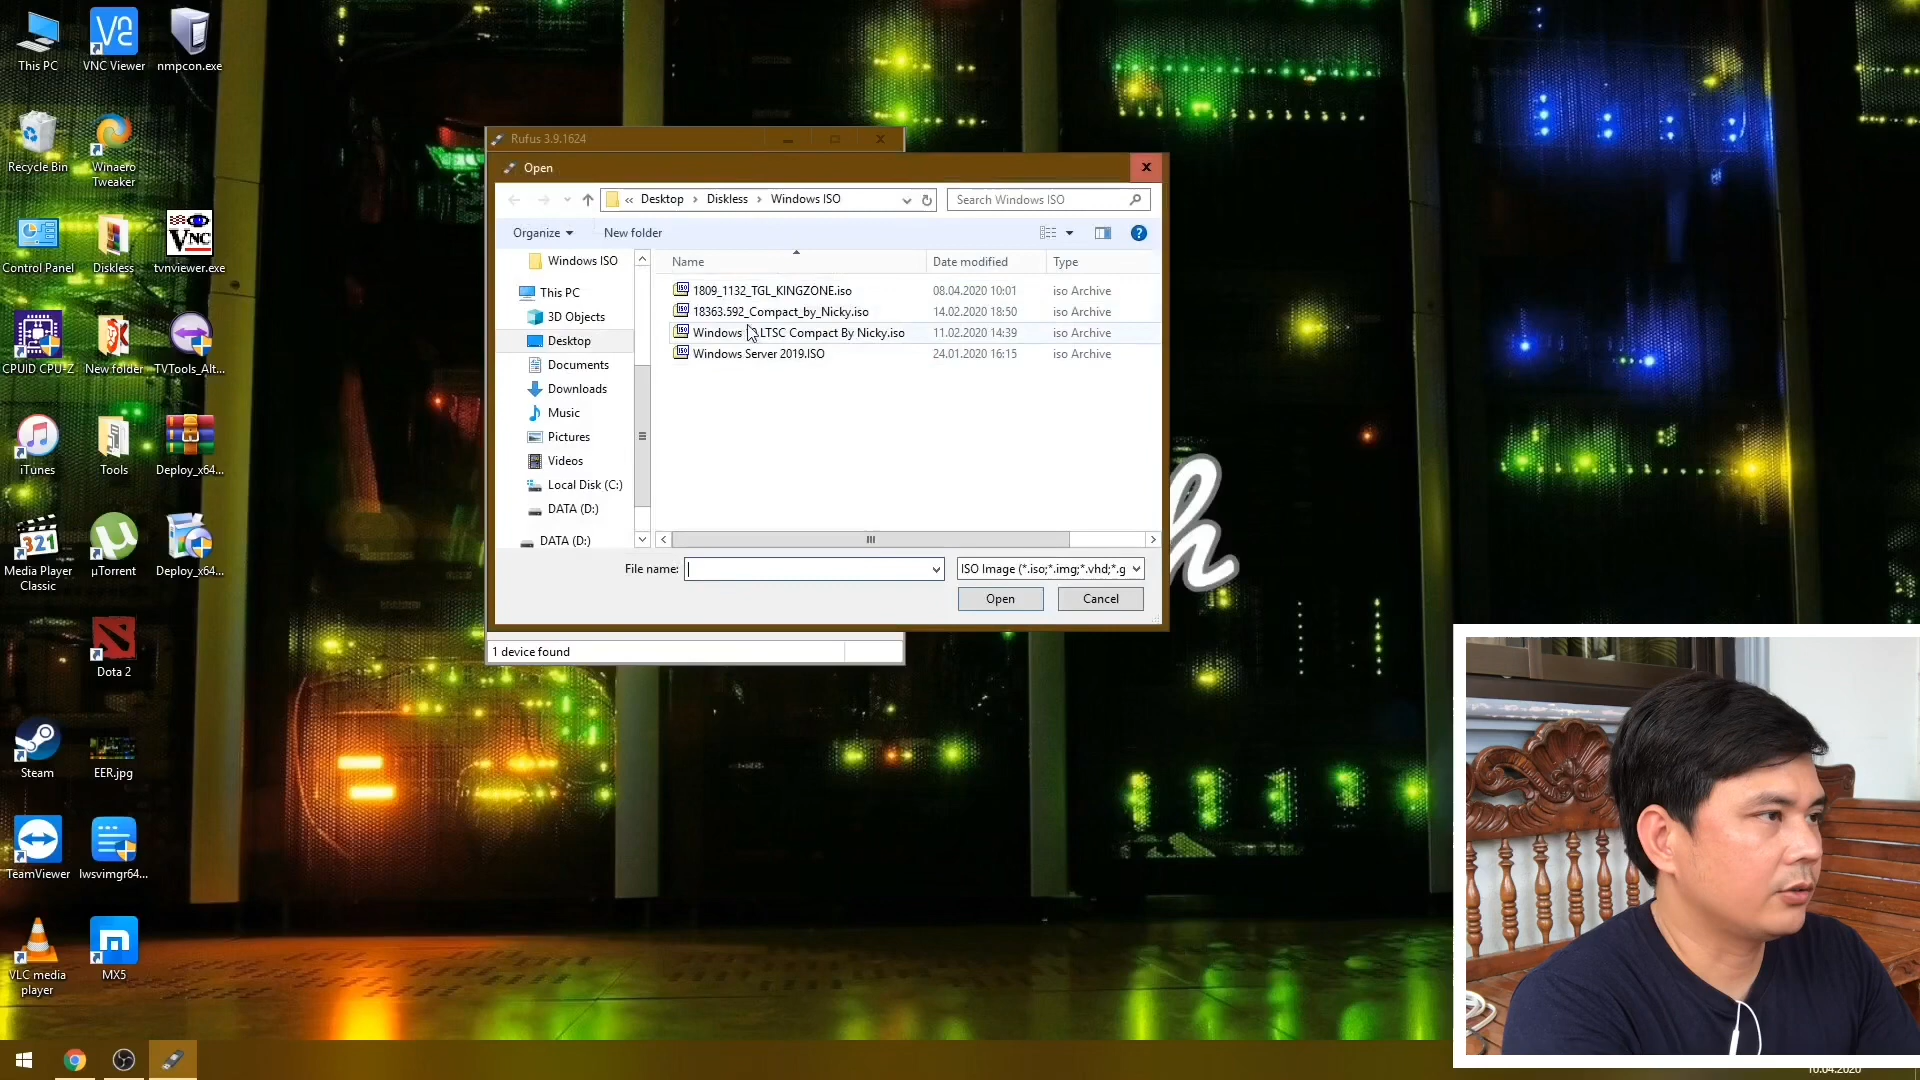 This PC
VNC Viewer
nmpcon.exe
Recycle Bin
Winaero
Tweaker
Control Panel
Diskless
tvnviewer.exe
CPUID CPU-Z
New folder
TVTools_Alt...
iTunes
Tools
Deploy_x64...
Media Player
Classic
µTorrent
Deploy_x64...
Dota 2
Steam
EER.jpg
TeamViewer
lwsvimgr64...
VLC media
player
MX5
Rufus 3.9.1624
Open
« Desktop > Diskless > Windows ISO
Search Windows ISO
Organize
New folder
Windows ISO
This PC
3D Objects
Desktop
Documents
Downloads
Music
Pictures
Videos
Local Disk (C:)
DATA (D:)
DATA (D:)
Name Date modified Type
1809_1132_TGL_KINGZONE.iso 08.04.2020 10:01 iso Archive
18363.592_Compact_by_Nicky.iso 14.02.2020 18:50 iso Archive
Windows LTSC Compact By Nicky.iso 11.02.2020 14:39 iso Archive
Windows Server 2019.ISO 24.01.2020 16:15 iso Archive
File name:
ISO Image (*.iso;*.img;*.vhd;*.g
Open
Cancel
1 device found
h
10.04.2020